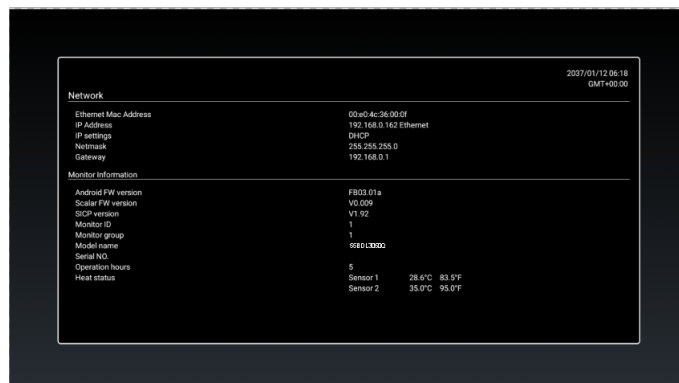 2037/01/12 06:18
GMT+00:00
Network
Ethernet Mac Address 00:e0:4c:36:00:0f
IP Address 192.168.0.162 Ethernet
IP settings DHCP
Netmask 255.255.255.0
Gateway 192.168.0.1
Monitor Information
Android FW version FB03.01a
Scalar FW version V0.009
SICP version V1.92
Monitor ID 1
Monitor group 1
Model name
Serial NO.
Operation hours 5
Heat status Sensor 1 28.6°C 83.5°F
Sensor 2 35.0°C 95.0°F